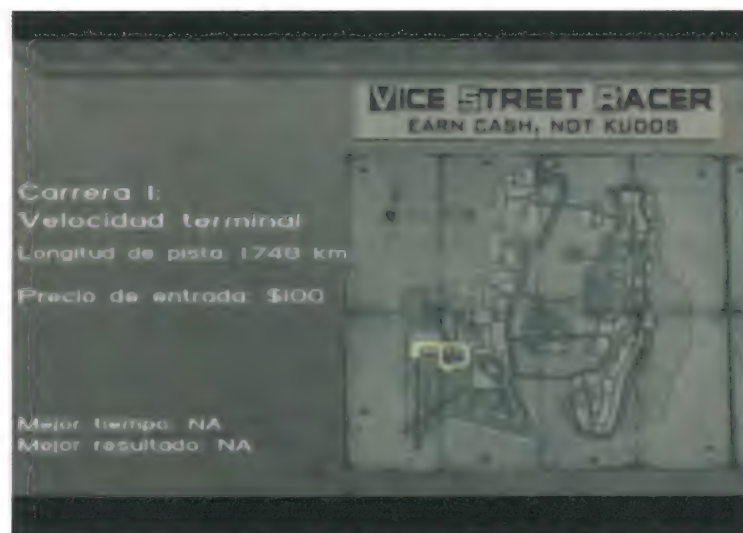 VICE STREET RACER
EARN CASH, NOT KUDOS
Carrera 1:
Velocidad terminal
Longitud de pista: 1748 km
Precio de entrada: $100
Mejor tiempo: NA
Mejor resultado: NA